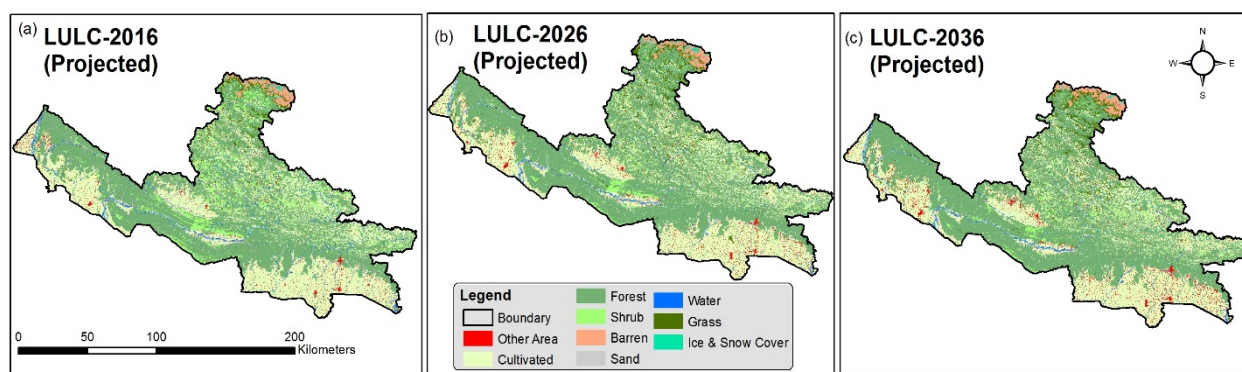 (a)
LULC-2016
(Projected)
0 50 100 200
Kilometers
(b)
LULC-2026
(Projected)
Legend
Boundary
Other Area
Cultivated
Forest
Shrub
Barren
Sand
Water
Grass
Ice & Snow Cover
(c)
LULC-2036
(Projected)
N
W E
S